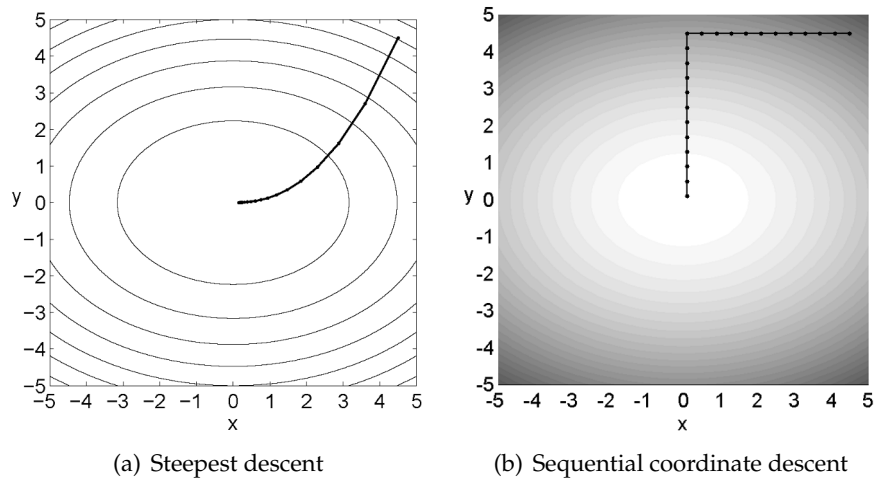 5
4
3
2
1
y 0
−1
−2
−3
−4
−5
−5 −4 −3 −2 −1 0 1 2 3 4 5
x
(a) Steepest descent
5
4
3
2
1
y 0
-1
-2
-3
-4
-5
-5 -4 -3 -2 -1 0 1 2 3 4 5
x
(b) Sequential coordinate descent